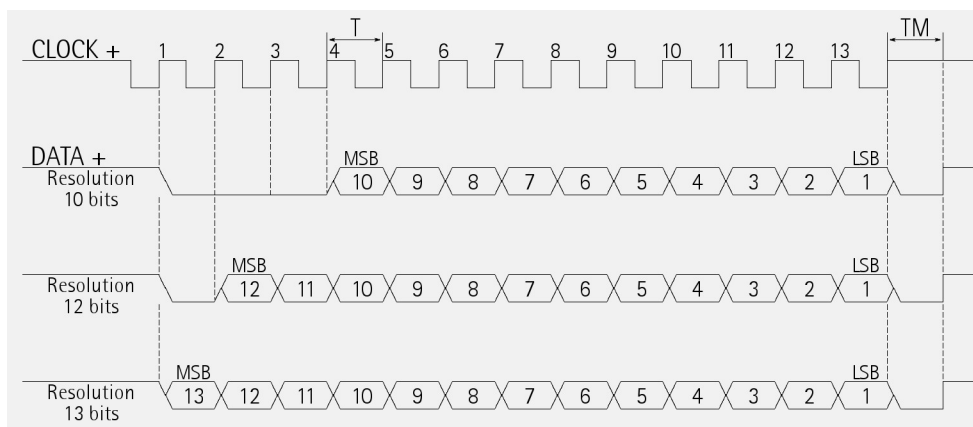 T TM
CLOCK + 1 2 3 4 5 6 7 8 9 10 11 12 13
DATA + MSB LSB
Resolution 10 bits 10 9 8 7 6 5 4 3 2 1
MSB LSB
Resolution 12 bits 12 11 10 9 8 7 6 5 4 3 2 1
MSB LSB
Resolution 13 bits 13 12 11 10 9 8 7 6 5 4 3 2 1